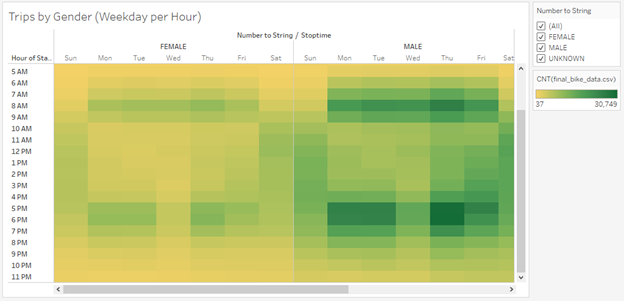 Trips by Gender (Weekday per Hour)
Number to String / Stoptime
FEMALE MALE
Hour of Sta.. Sun Mon Tue Wed Thu Fri Sat Sun Mon Tue Wed Thu Fri Sat
5 AM
6 AM
7 AM
8 AM
9 AM
10 AM
11 AM
12 PM
1 PM
2 PM
3 PM
4 PM
5 PM
6 PM
7 PM
8 PM
9 PM
10 PM
11 PM
Number to String
(All)
FEMALE
MALE
UNKNOWN
CNT(final_bike_data.csv)
37 30,749